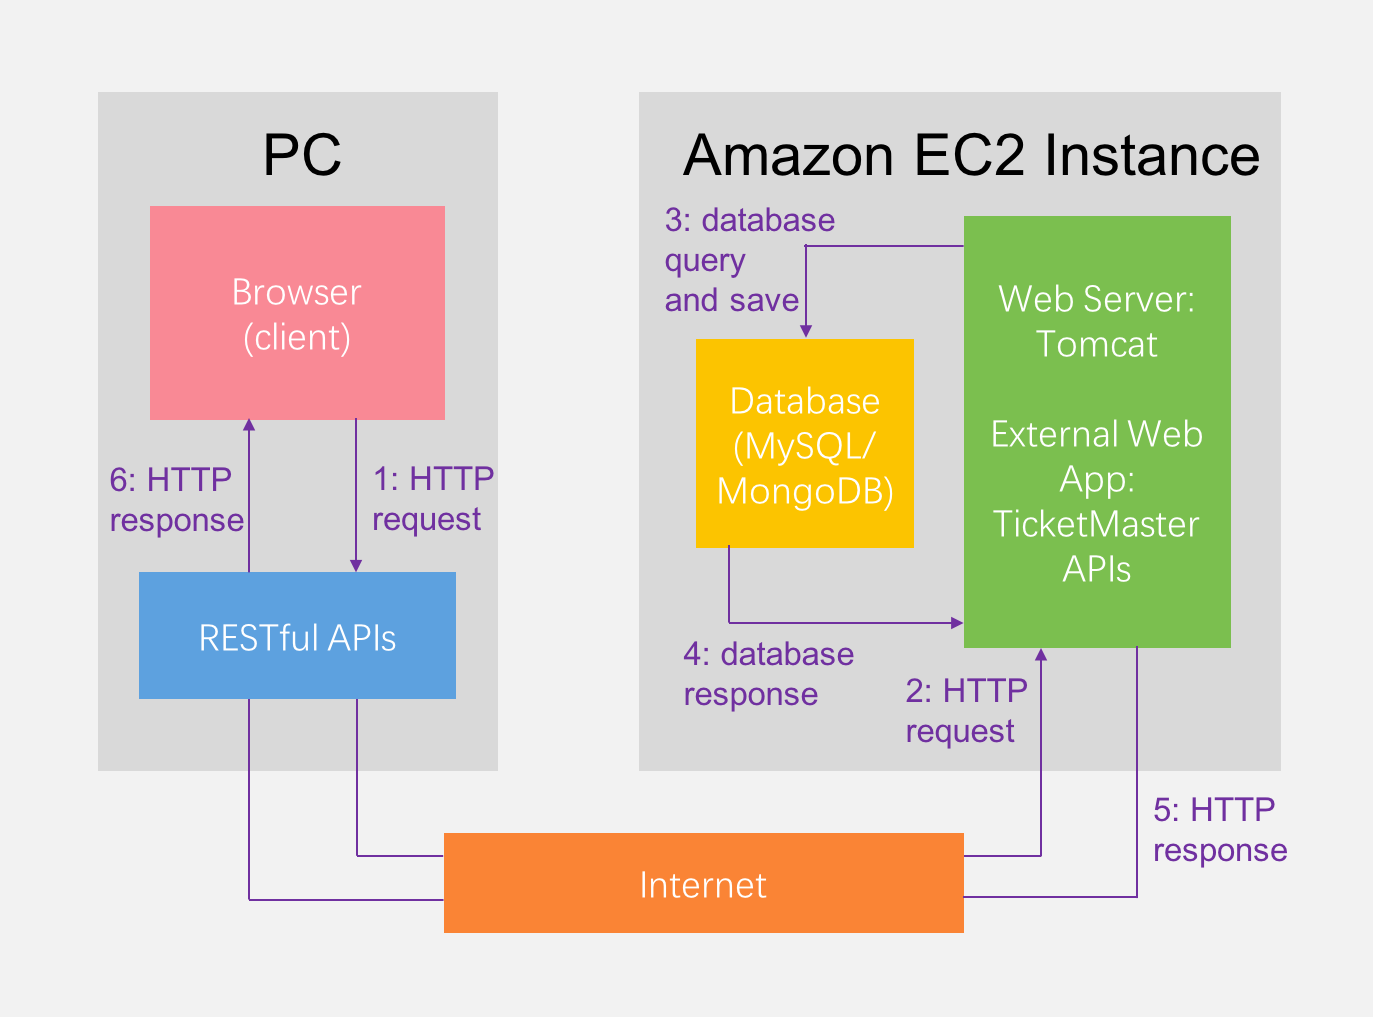 PC
Browser
(client)
6: HTTP
response
1: HTTP
request
RESTful APIs
Amazon EC2 Instance
3: database
query
and save
Web Server:
Tomcat
External Web
App:
TicketMaster
APIs
Database
(MySQL/
MongoDB)
4: database
response
2: HTTP
request
5: HTTP
response
Internet